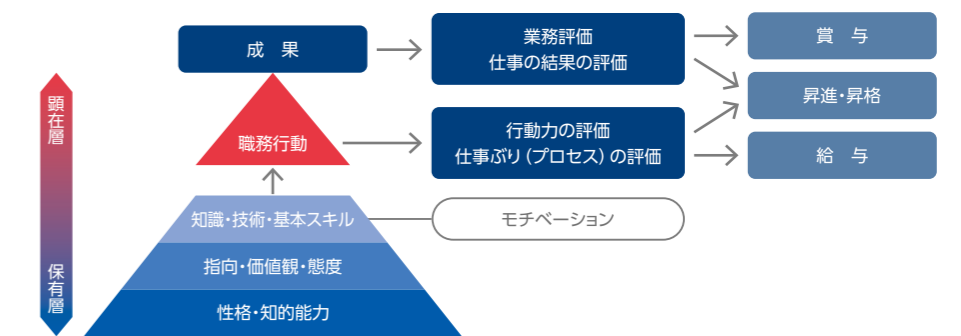 成　果
業務評価
仕事の結果の評価
賞　与
昇進・昇格
顕在層
職務行動
行動力の評価
仕事ぶり（プロセス）の評価
給　与
知識・技術・基本スキル
モチベーション
指向・価値観・態度
保有層
性格・知的能力